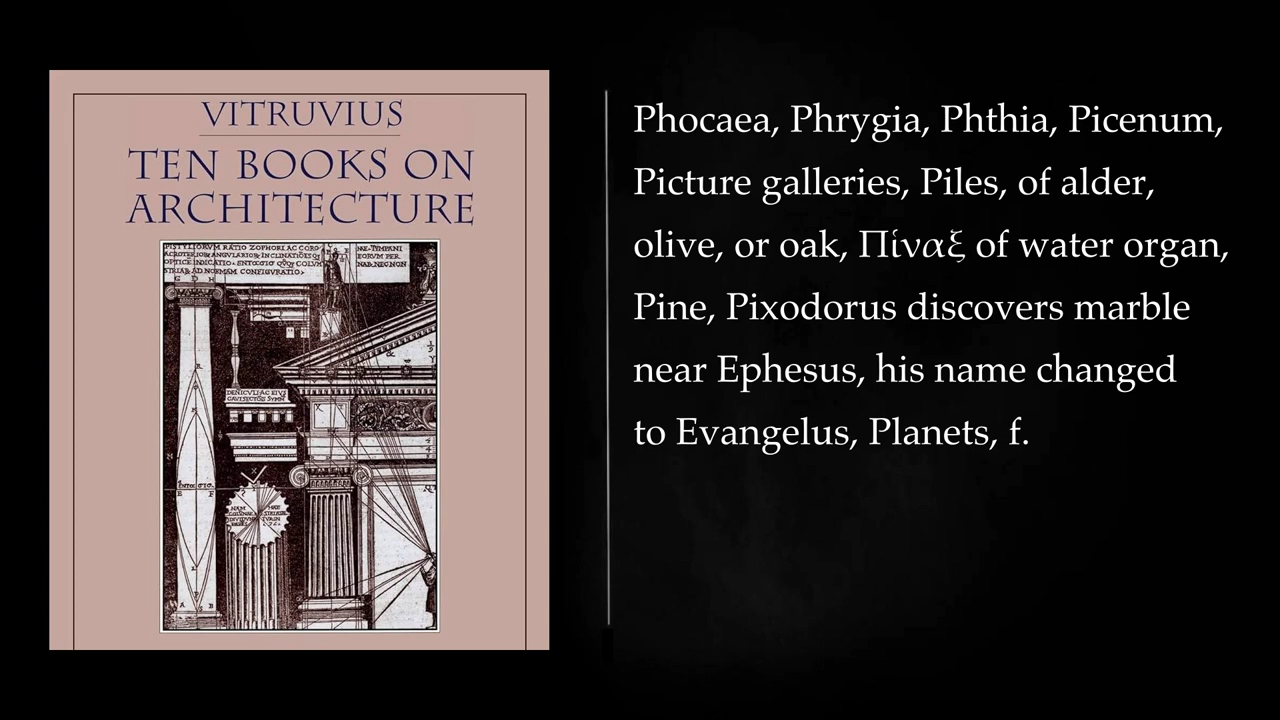 VITRUVIUS
TEN BOOKS ON
ARCHITECTURE
Phocaea, Phrygia, Phthia, Picenum,
Picture galleries, Piles, of alder,
olive, or oak, Πίναξ of water organ,
Pine, Pixodorus discovers marble
near Ephesus, his name changed
to Evangelus, Planets, f.